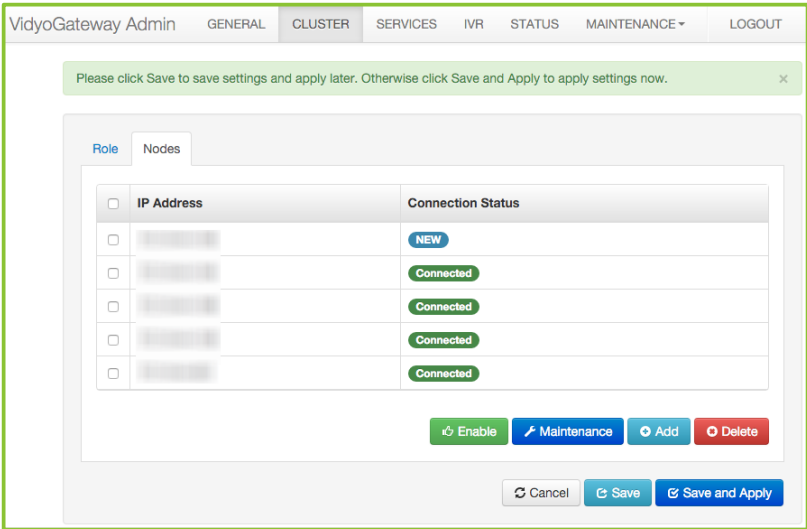 VidyoGateway Admin GENERAL CLUSTER SERVICES IVR STATUS MAINTENANCE LOGOUT
Please click Save to save settings and apply later. Otherwise click Save and Apply to apply settings now. ×
Role Nodes
IP Address Connection Status
NEW
Connected
Connected
Connected
Connected
Enable Maintenance Add Delete
Cancel Save Save and Apply